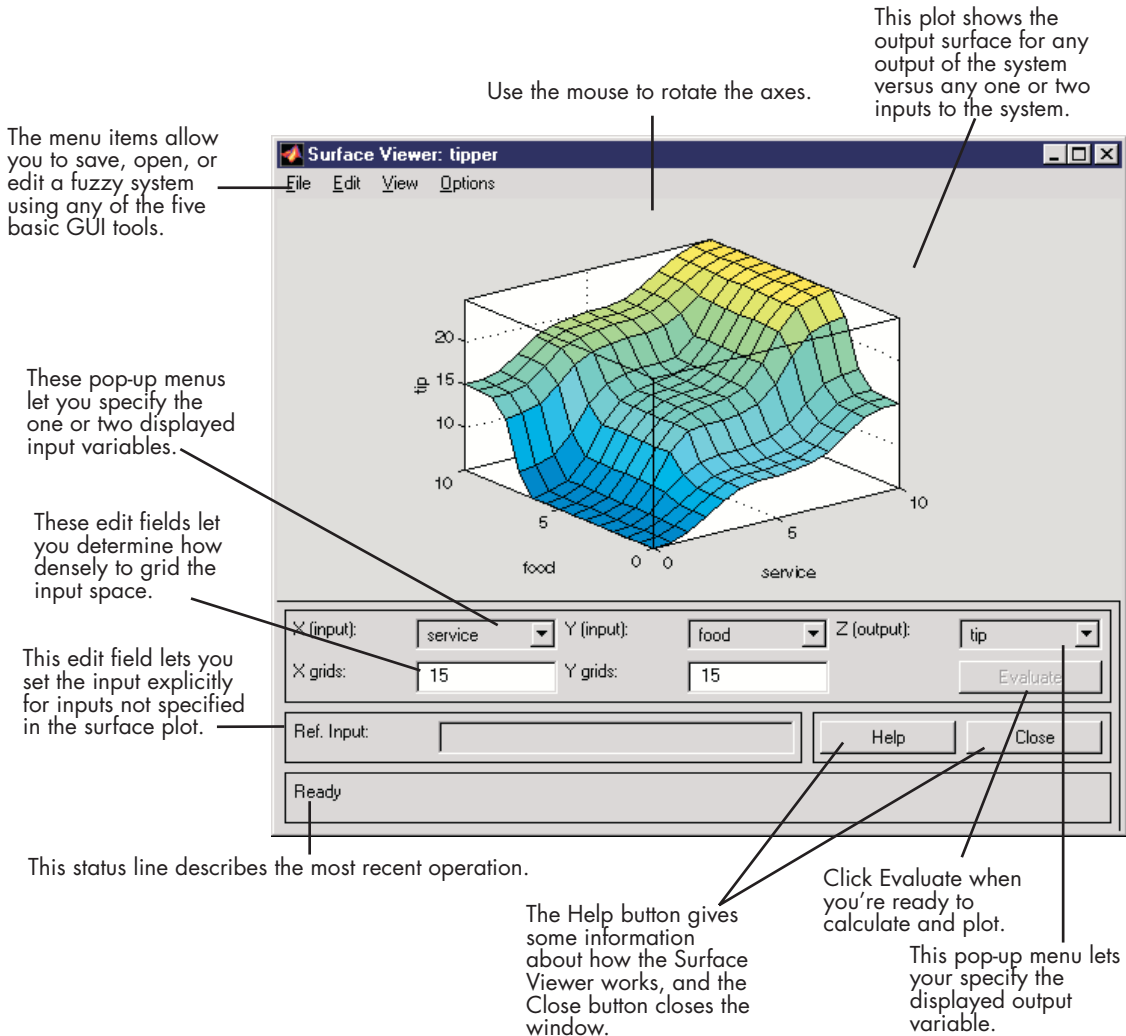 This plot shows the
output surface for any
output of the system
versus any one or two
inputs to the system.
Use the mouse to rotate the axes.
The menu items allow
you to save, open, or
edit a fuzzy system
using any of the five
basic GUI tools.
Surface Viewer: tipper
File Edit View Options
20
15
10
tip
10
5
0
food
0
5
10
service
These pop-up menus
let you specify the
one or two displayed
input variables.
These edit fields let
you determine how
densely to grid the
input space.
This edit field lets you
set the input explicitly
for inputs not specified
in the surface plot.
X (input): service Y (input): food Z (output): tip
X grids: 15 Y grids: 15 Evaluate
Ref. Input: Help Close
Ready
This status line describes the most recent operation.
The Help button gives
some information
about how the Surface
Viewer works, and the
Close button closes the
window.
Click Evaluate when
you're ready to
calculate and plot.
This pop-up menu lets
your specify the
displayed output
variable.